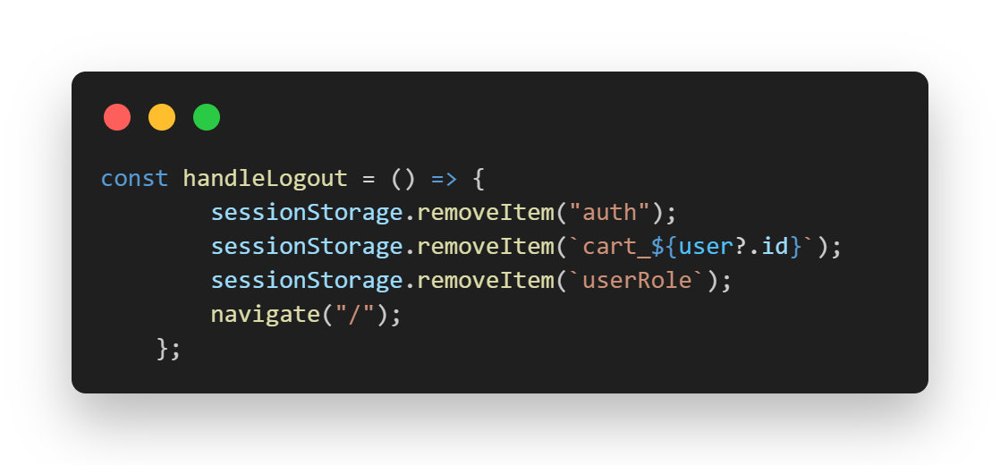 const handleLogout = () => {
        sessionStorage.removeItem("auth");
        sessionStorage.removeItem(`cart_${user?.id}`);
        sessionStorage.removeItem(`userRole`);
        navigate("/");
    };